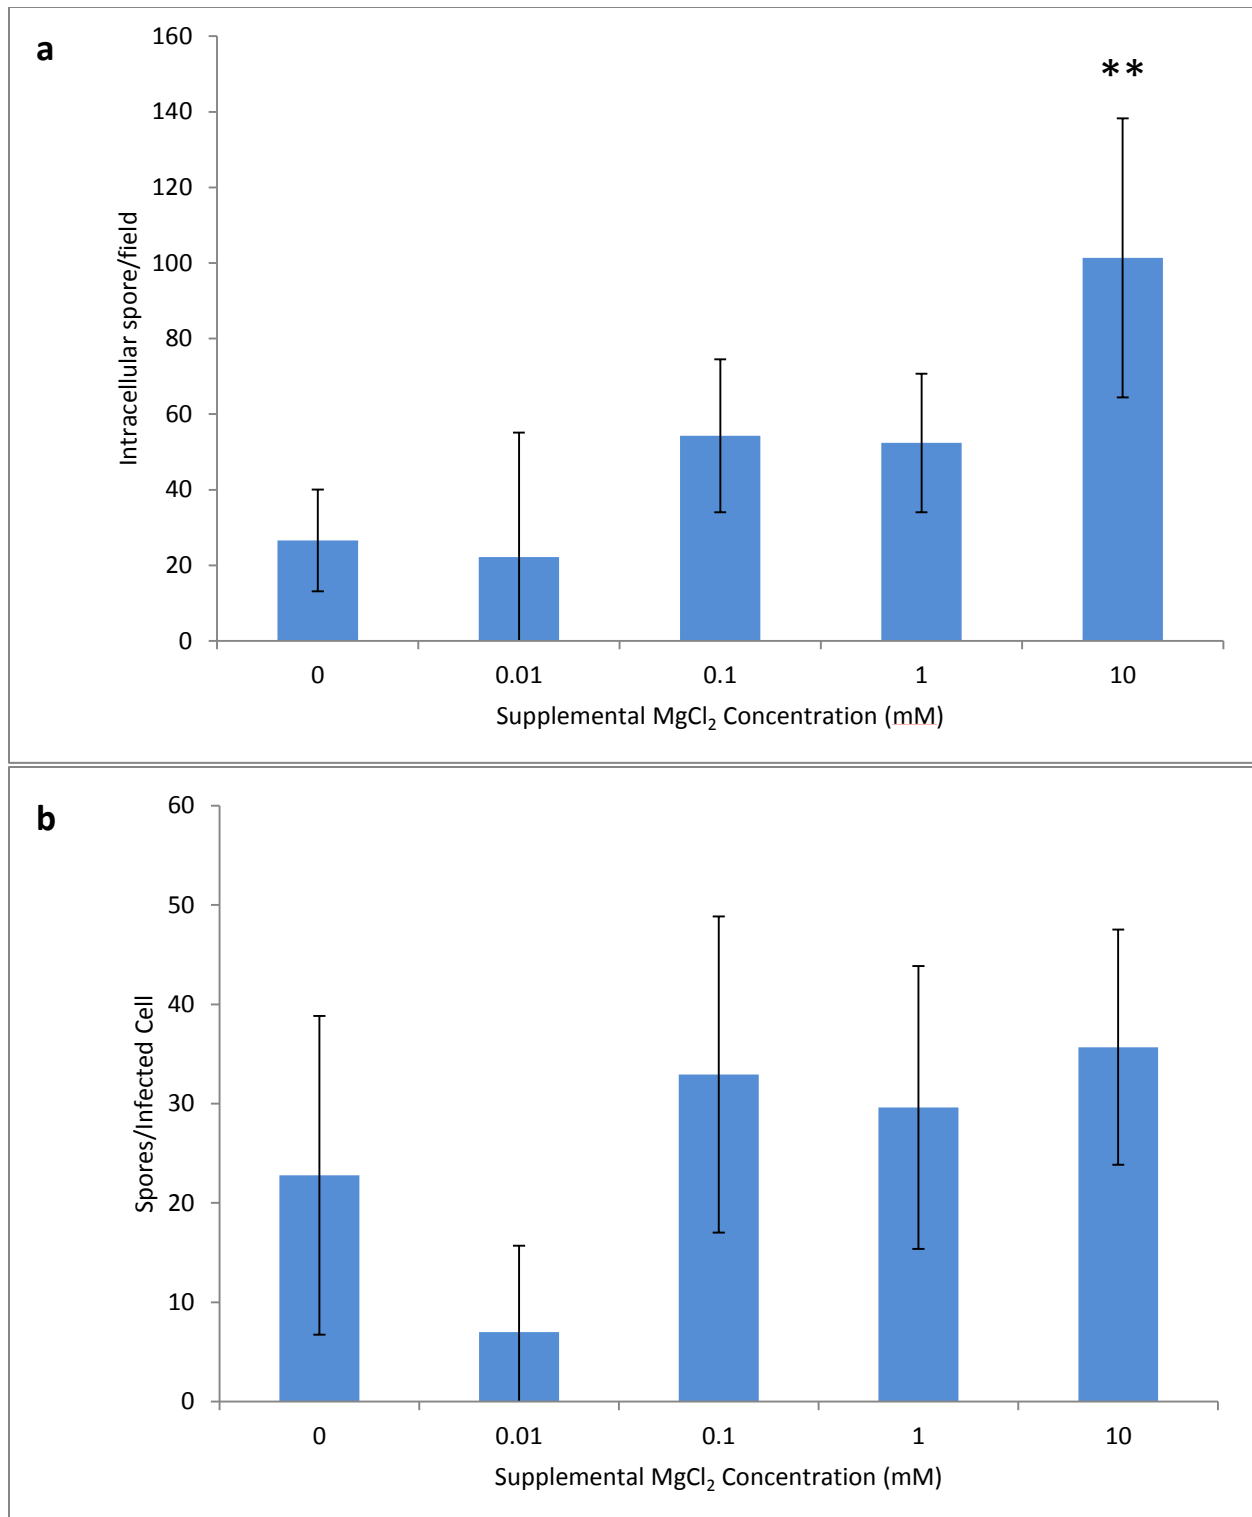 a
160
140
120
100
80
60
40
20
0
Intracellular spore/field
**
0 0.01 0.1 1 10
Supplemental MgCl₂ Concentration (mM)
b
60
50
40
30
20
10
0
Spores/Infected Cell
0 0.01 0.1 1 10
Supplemental MgCl₂ Concentration (mM)